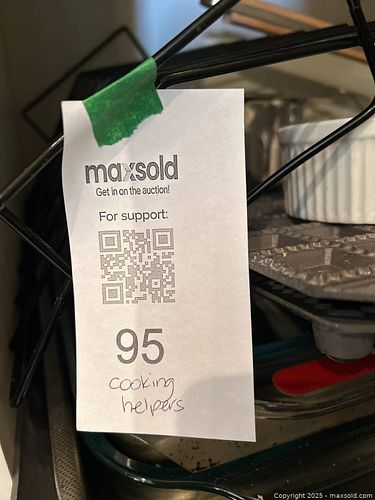 maxsold
Get in on the auction!
For support:
95
cooking
helpers
Copyright 2025 - maxsold.com